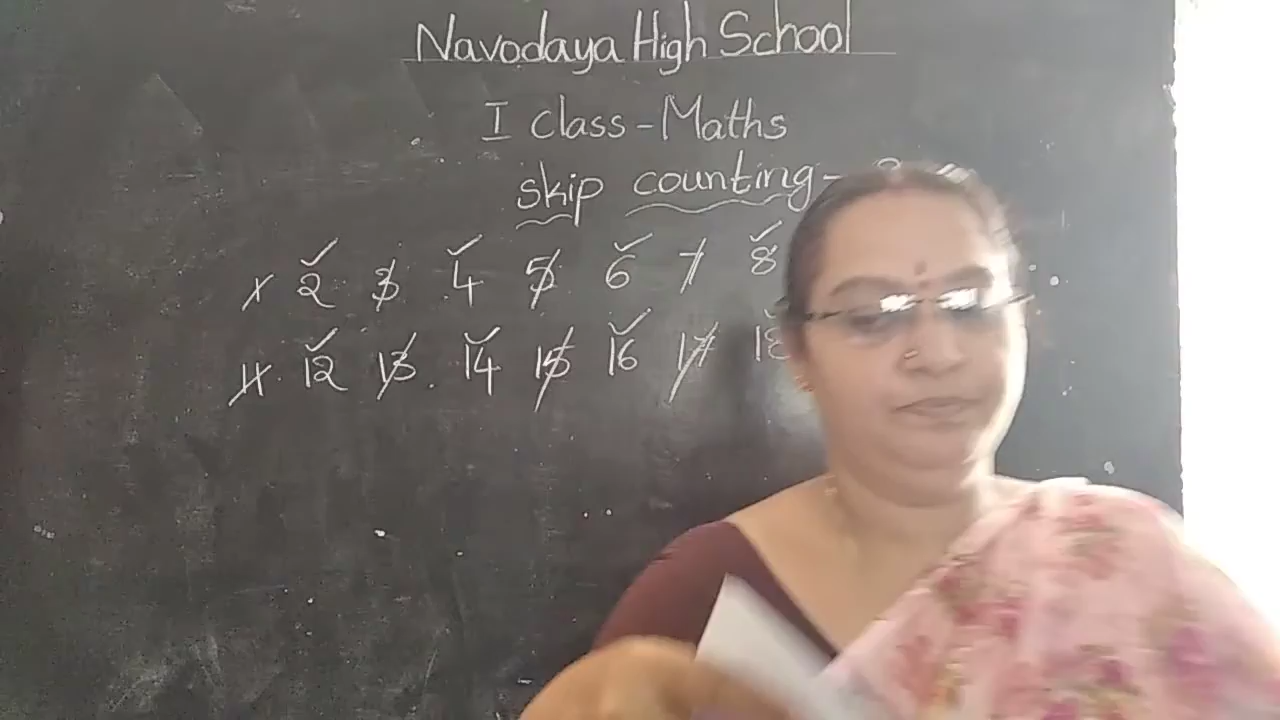 Navodaya High School
I class - Maths
skip counting -
1 2 3 4 5 6 7 8
11 12 13 14 15 16 17 18